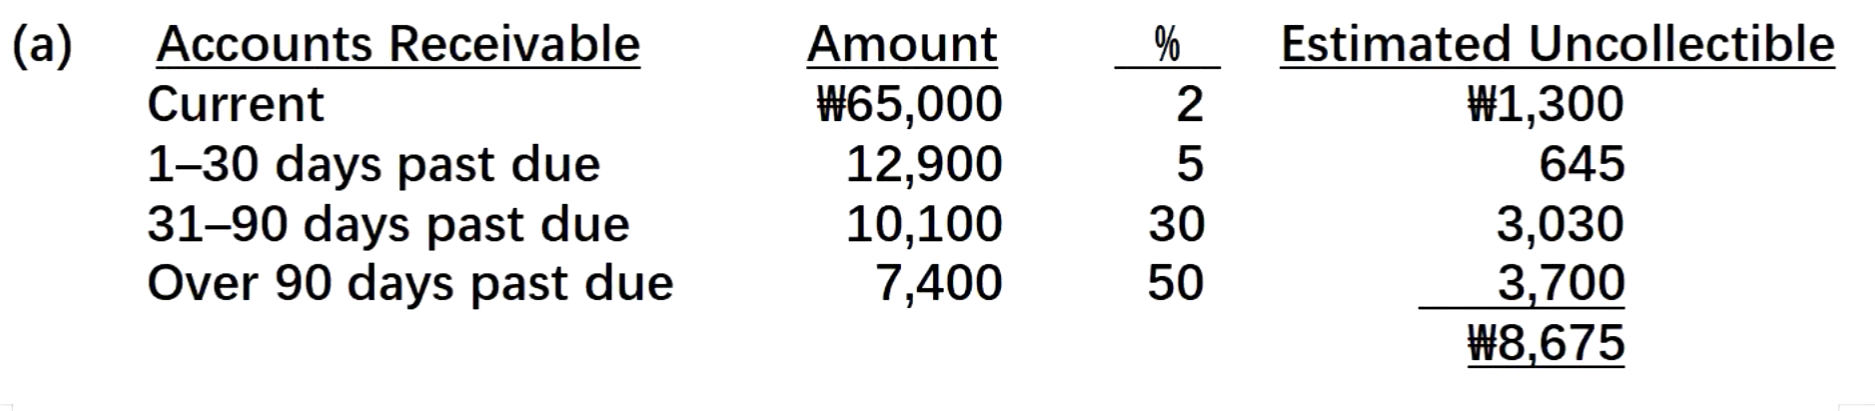 (a) Accounts Receivable Amount % Estimated Uncollectible
Current ₩65,000 2 ₩1,300
1–30 days past due 12,900 5 645
31–90 days past due 10,100 30 3,030
Over 90 days past due 7,400 50 3,700
₩8,675